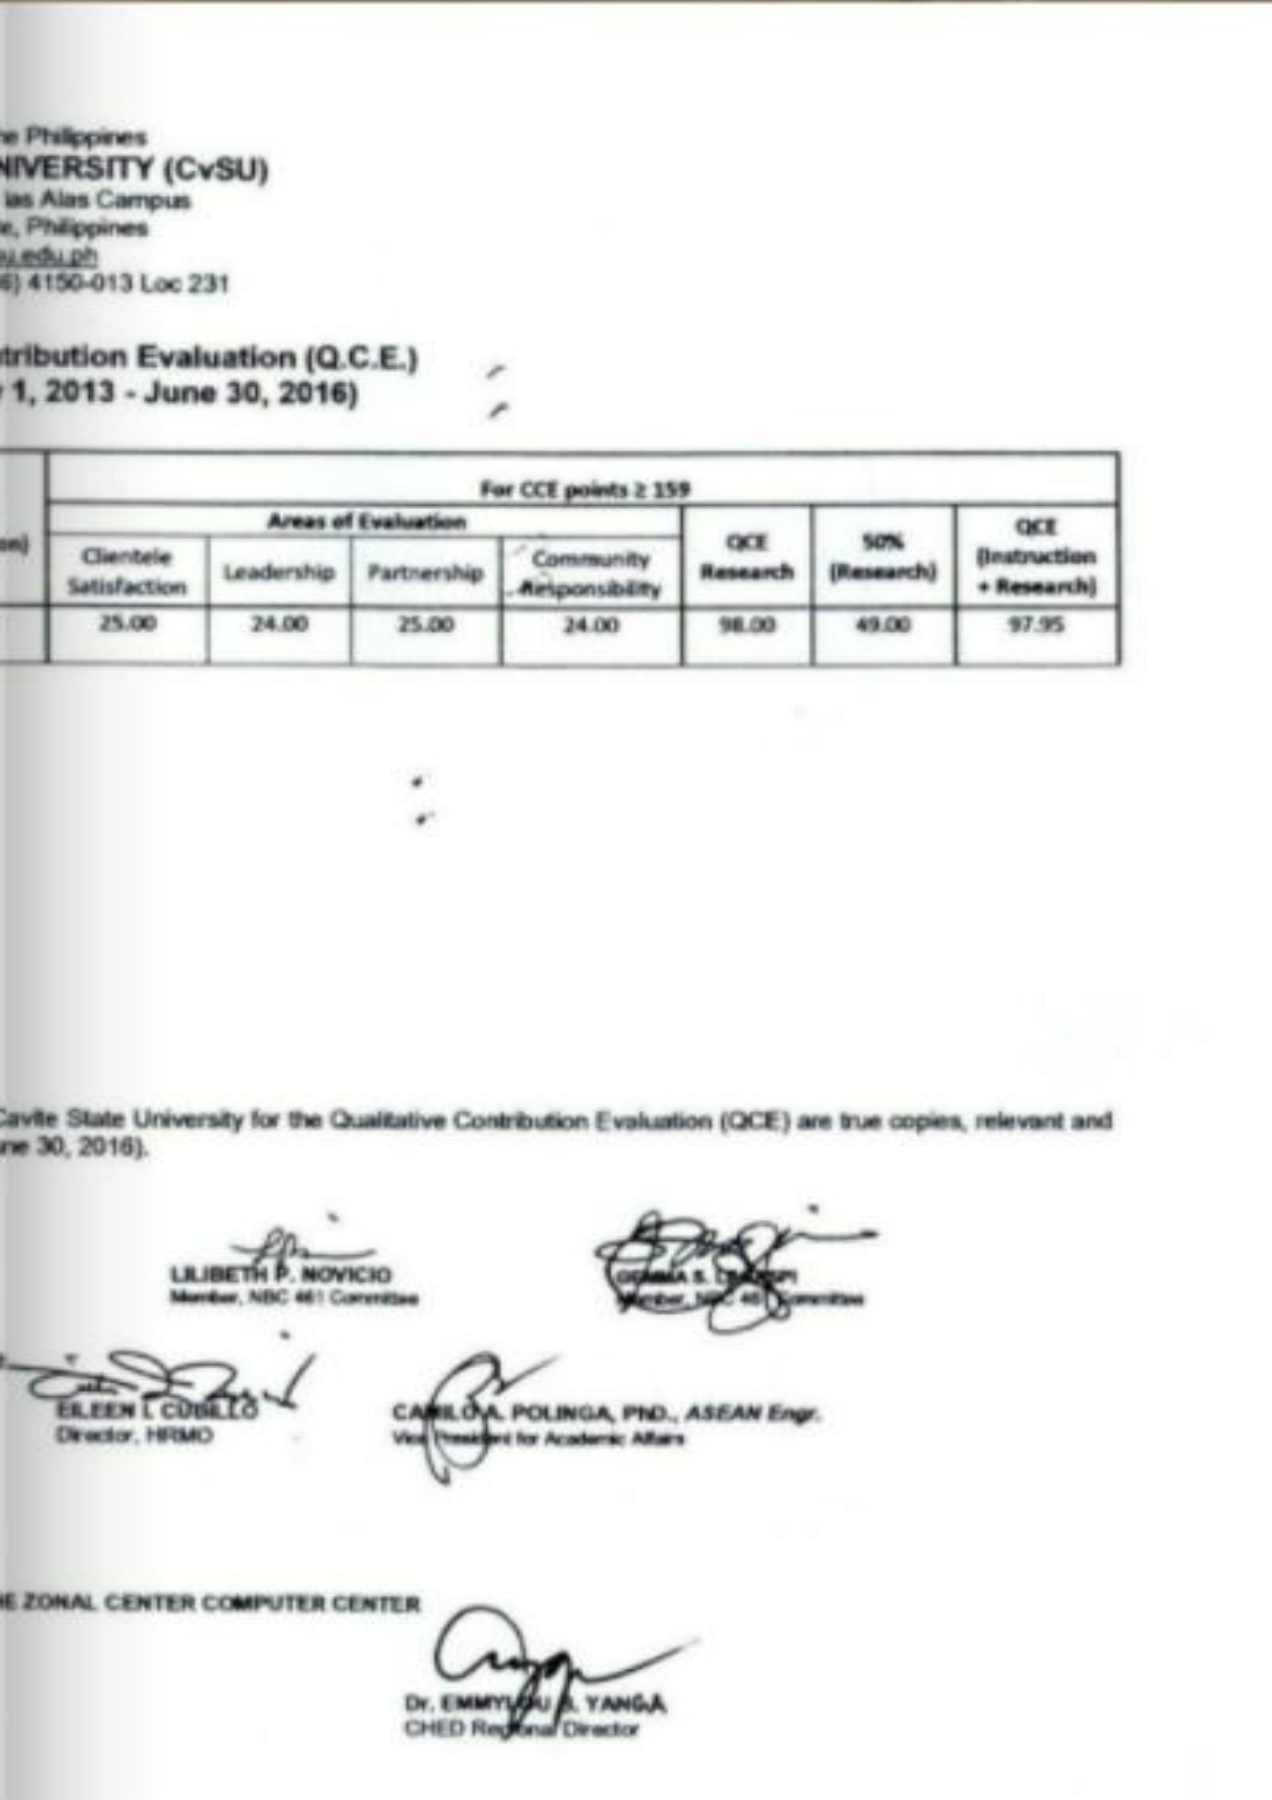 ne Philippines
NIVERSITY (CvSU)
ias Alas Campus
e, Philippines
su.edu.ph
6) 4150-013 Loc 231
tribution Evaluation (Q.C.E.)
1, 2013 - June 30, 2016)
For CCE points ≥ 159
on) Areas of Evaluation QCE Research 50% (Research) QCE (Instruction + Research)
Clientele Satisfaction Leadership Partnership Community Responsibility
25.00 24.00 25.00 24.00 98.00 49.00 97.95
Cavite State University for the Qualitative Contribution Evaluation (QCE) are true copies, relevant and
ne 30, 2016).
LILIBETH P. NOVICIO
Member, NBC 461 Committee
GEMMA S.
Member, NBC 461 Committee
EILEEN I. CUBILLO
Director, HRMO
CAMILO A. POLINGA, PhD., ASEAN Engr.
Vice President for Academic Affairs
HE ZONAL CENTER COMPUTER CENTER
Dr. EMMYLOU B. YANGA
CHED Regional Director